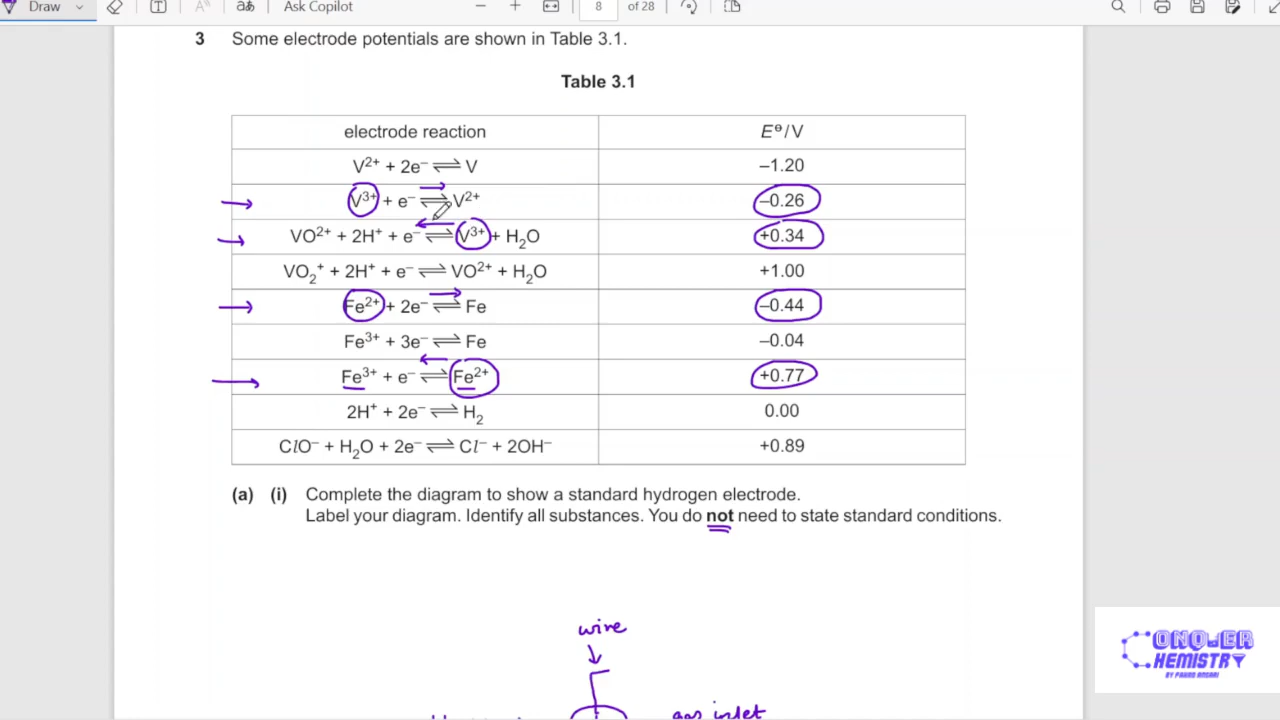 Draw
Ask Copilot
8 of 28
3 Some electrode potentials are shown in Table 3.1.
Table 3.1
electrode reaction E⦵/V
V²⁺ + 2e⁻ ⇌ V –1.20
V³⁺ + e⁻ ⇌ V²⁺ –0.26
VO²⁺ + 2H⁺ + e⁻ ⇌ V³⁺ + H₂O +0.34
VO₂⁺ + 2H⁺ + e⁻ ⇌ VO²⁺ + H₂O +1.00
Fe²⁺ + 2e⁻ ⇌ Fe –0.44
Fe³⁺ + 3e⁻ ⇌ Fe –0.04
Fe³⁺ + e⁻ ⇌ Fe²⁺ +0.77
2H⁺ + 2e⁻ ⇌ H₂ 0.00
ClO⁻ + H₂O + 2e⁻ ⇌ Cl⁻ + 2OH⁻ +0.89
(a) (i) Complete the diagram to show a standard hydrogen electrode.
Label your diagram. Identify all substances. You do not need to state standard conditions.
wire
gas inlet
CONQUER
CHEMISTRY
BY FAHAD ANSARI